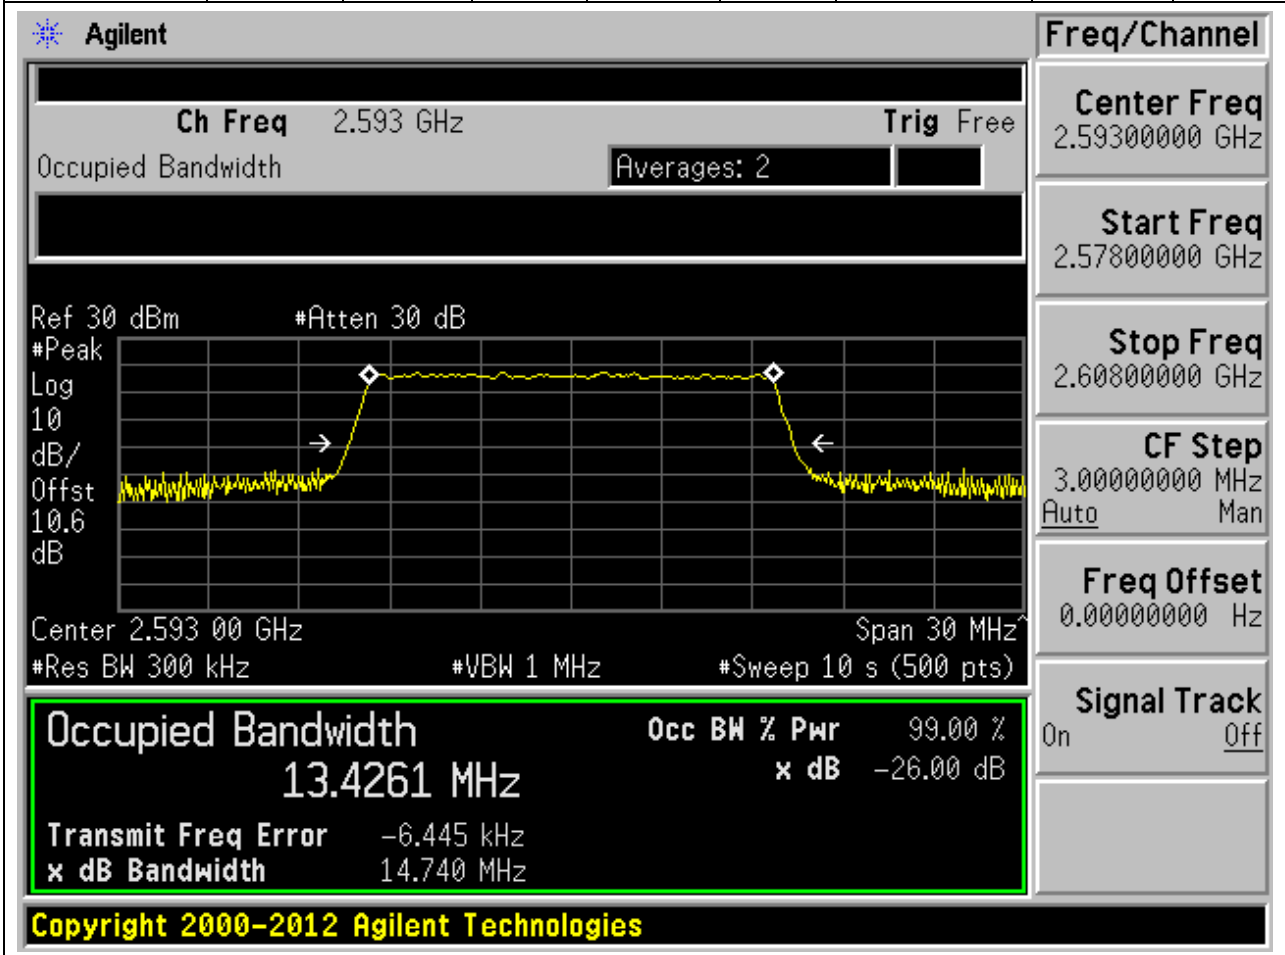 Agilent
Freq/Channel
Ch Freq 2.593 GHz Trig Free
Occupied Bandwidth Averages: 2
Ref 30 dBm #Atten 30 dB
#Peak
Log
10
dB/
Offst
10.6
dB
Center 2.593 00 GHz Span 30 MHz^
#Res BW 300 kHz #VBW 1 MHz #Sweep 10 s (500 pts)
Occupied Bandwidth Occ BW % Pwr 99.00 %
13.4261 MHz x dB -26.00 dB
Transmit Freq Error -6.445 kHz
x dB Bandwidth 14.740 MHz
Center Freq
2.59300000 GHz
Start Freq
2.57800000 GHz
Stop Freq
2.60800000 GHz
CF Step
3.00000000 MHz
Auto Man
Freq Offset
0.00000000 Hz
Signal Track
On Off
Copyright 2000-2012 Agilent Technologies